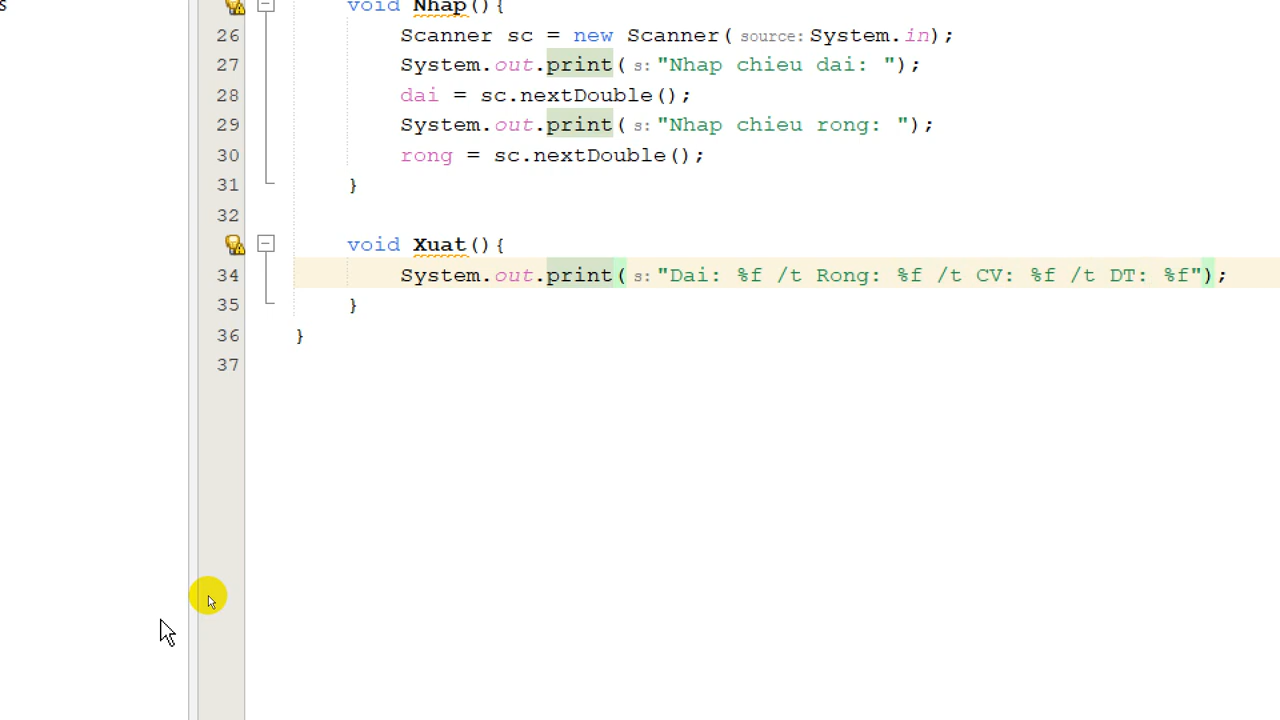 s
void Nhap(){
26 Scanner sc = new Scanner( source: System.in);
27 System.out.print( s: "Nhap chieu dai: ");
28 dai = sc.nextDouble();
29 System.out.print( s: "Nhap chieu rong: ");
30 rong = sc.nextDouble();
31 }
32
void Xuat(){
34 System.out.print( s: "Dai: %f /t Rong: %f /t CV: %f /t DT: %f");
35 }
36 }
37